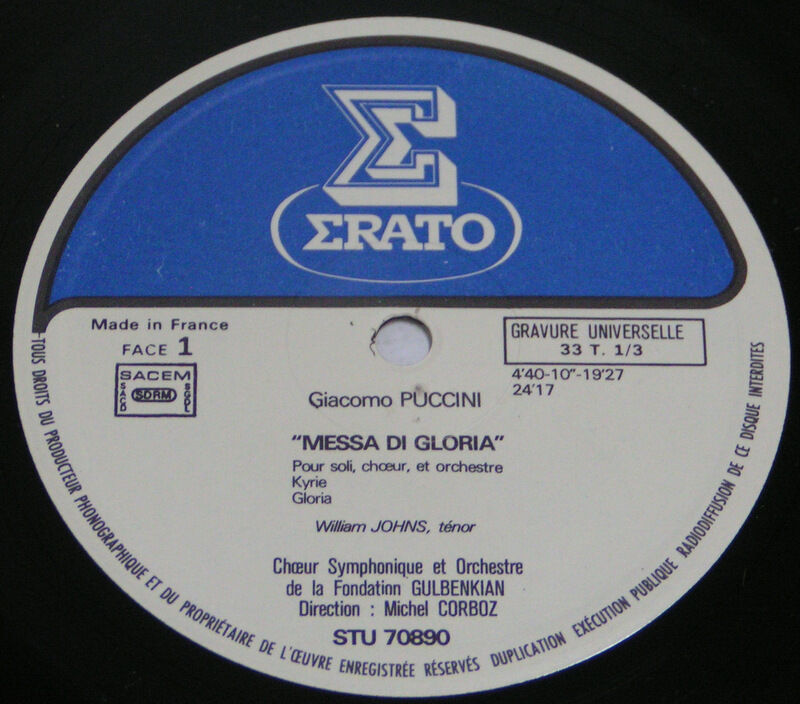 Σ
ΣRATO
Made in France
FACE 1
SACEM
SACD
SDRM
SGDL
GRAVURE UNIVERSELLE
33 T. 1/3
4'40-10"-19'27
24'17
Giacomo PUCCINI
"MESSA DI GLORIA"
Pour soli, chœur, et orchestre
Kyrie
Gloria
William JOHNS, ténor
Chœur Symphonique et Orchestre
de la Fondation GULBENKIAN
Direction : Michel CORBOZ
STU 70890
TOUS DROITS DU PRODUCTEUR PHONOGRAPHIQUE ET DU PROPRIÉTAIRE DE L'ŒUVRE ENREGISTRÉE RÉSERVÉS DUPLICATION EXÉCUTION PUBLIQUE RADIODIFFUSION DE CE DISQUE INTERDITES